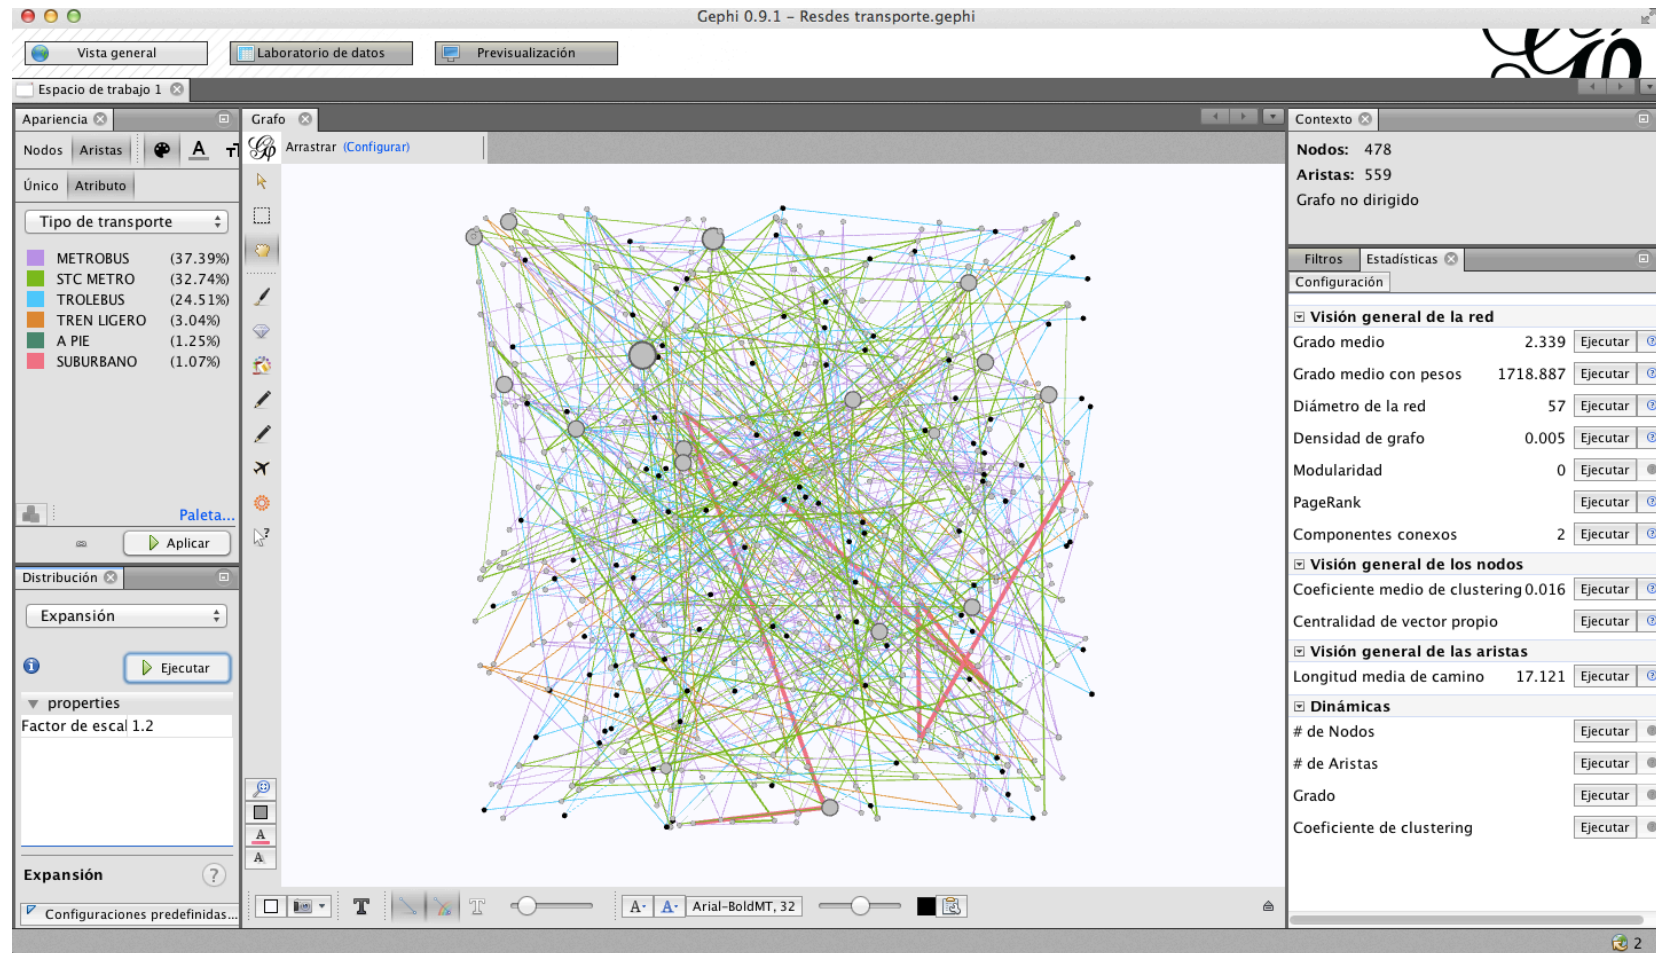 Gephi 0.9.1 – Resdes transporte.gephi
Vista general
Laboratorio de datos
Previsualización
Espacio de trabajo 1
Apariencia
Nodos Aristas A
Único Atributo
Tipo de transporte
METROBUS (37.39%)
STC METRO (32.74%)
TROLEBUS (24.51%)
TREN LIGERO (3.04%)
A PIE (1.25%)
SUBURBANO (1.07%)
Paleta...
Aplicar
Distribución
Expansión
Ejecutar
properties
Factor de escal 1.2
Expansión ?
Configuraciones predefinidas...
Grafo
Arrastrar (Configurar)
A
A
T T A- A- Arial-BoldMT, 32
Contexto
Nodos: 478
Aristas: 559
Grafo no dirigido
Filtros Estadísticas
Configuración
Visión general de la red
Grado medio 2.339 Ejecutar ?
Grado medio con pesos 1718.887 Ejecutar ?
Diámetro de la red 57 Ejecutar ?
Densidad de grafo 0.005 Ejecutar ?
Modularidad 0 Ejecutar
PageRank Ejecutar ?
Componentes conexos 2 Ejecutar ?
Visión general de los nodos
Coeficiente medio de clustering 0.016 Ejecutar ?
Centralidad de vector propio Ejecutar ?
Visión general de las aristas
Longitud media de camino 17.121 Ejecutar ?
Dinámicas
# de Nodos Ejecutar
# de Aristas Ejecutar
Grado Ejecutar
Coeficiente de clustering Ejecutar
2